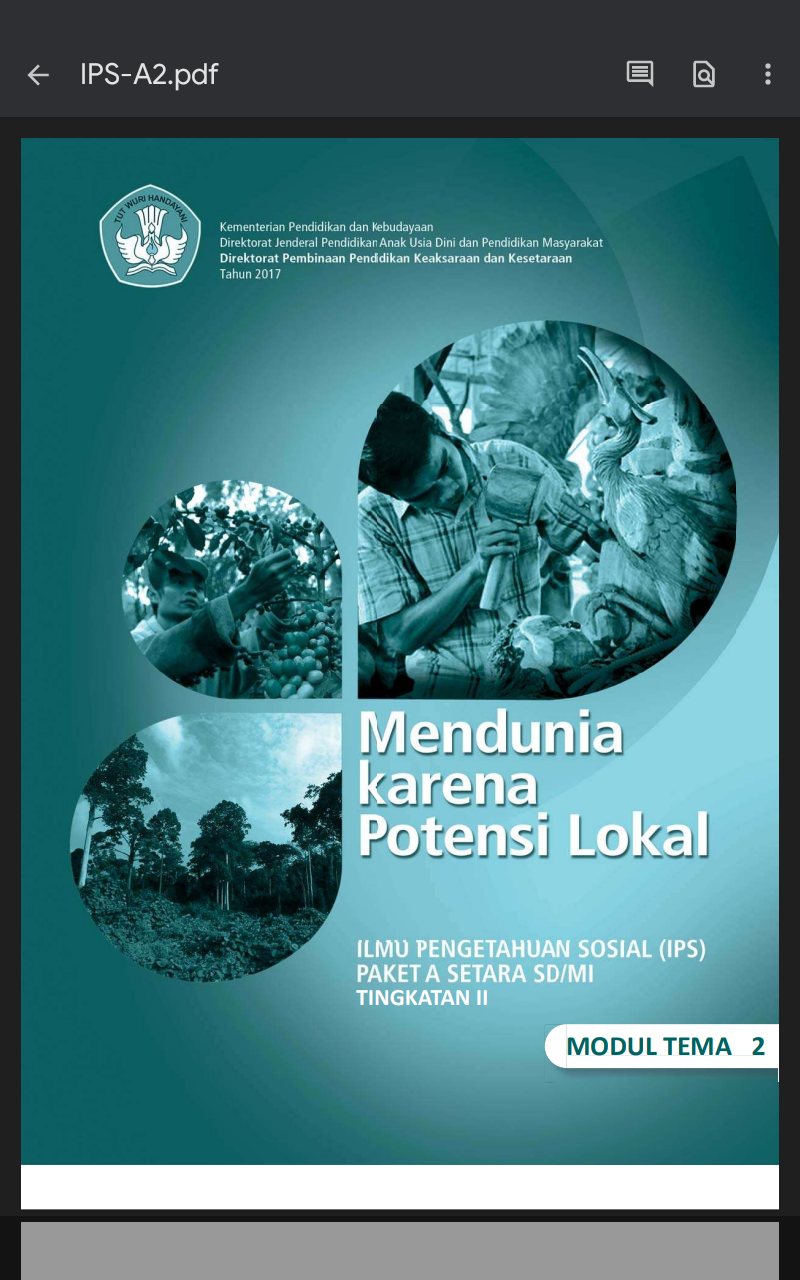 IPS-A2.pdf
TUT WURI HANDAYANI
Kementerian Pendidikan dan Kebudayaan
Direktorat Jenderal Pendidikan Anak Usia Dini dan Pendidikan Masyarakat
Direktorat Pembinaan Pendidikan Keaksaraan dan Kesetaraan
Tahun 2017
Mendunia
karena
Potensi Lokal
ILMU PENGETAHUAN SOSIAL (IPS)
PAKET A SETARA SD/MI
TINGKATAN II
MODUL TEMA 2